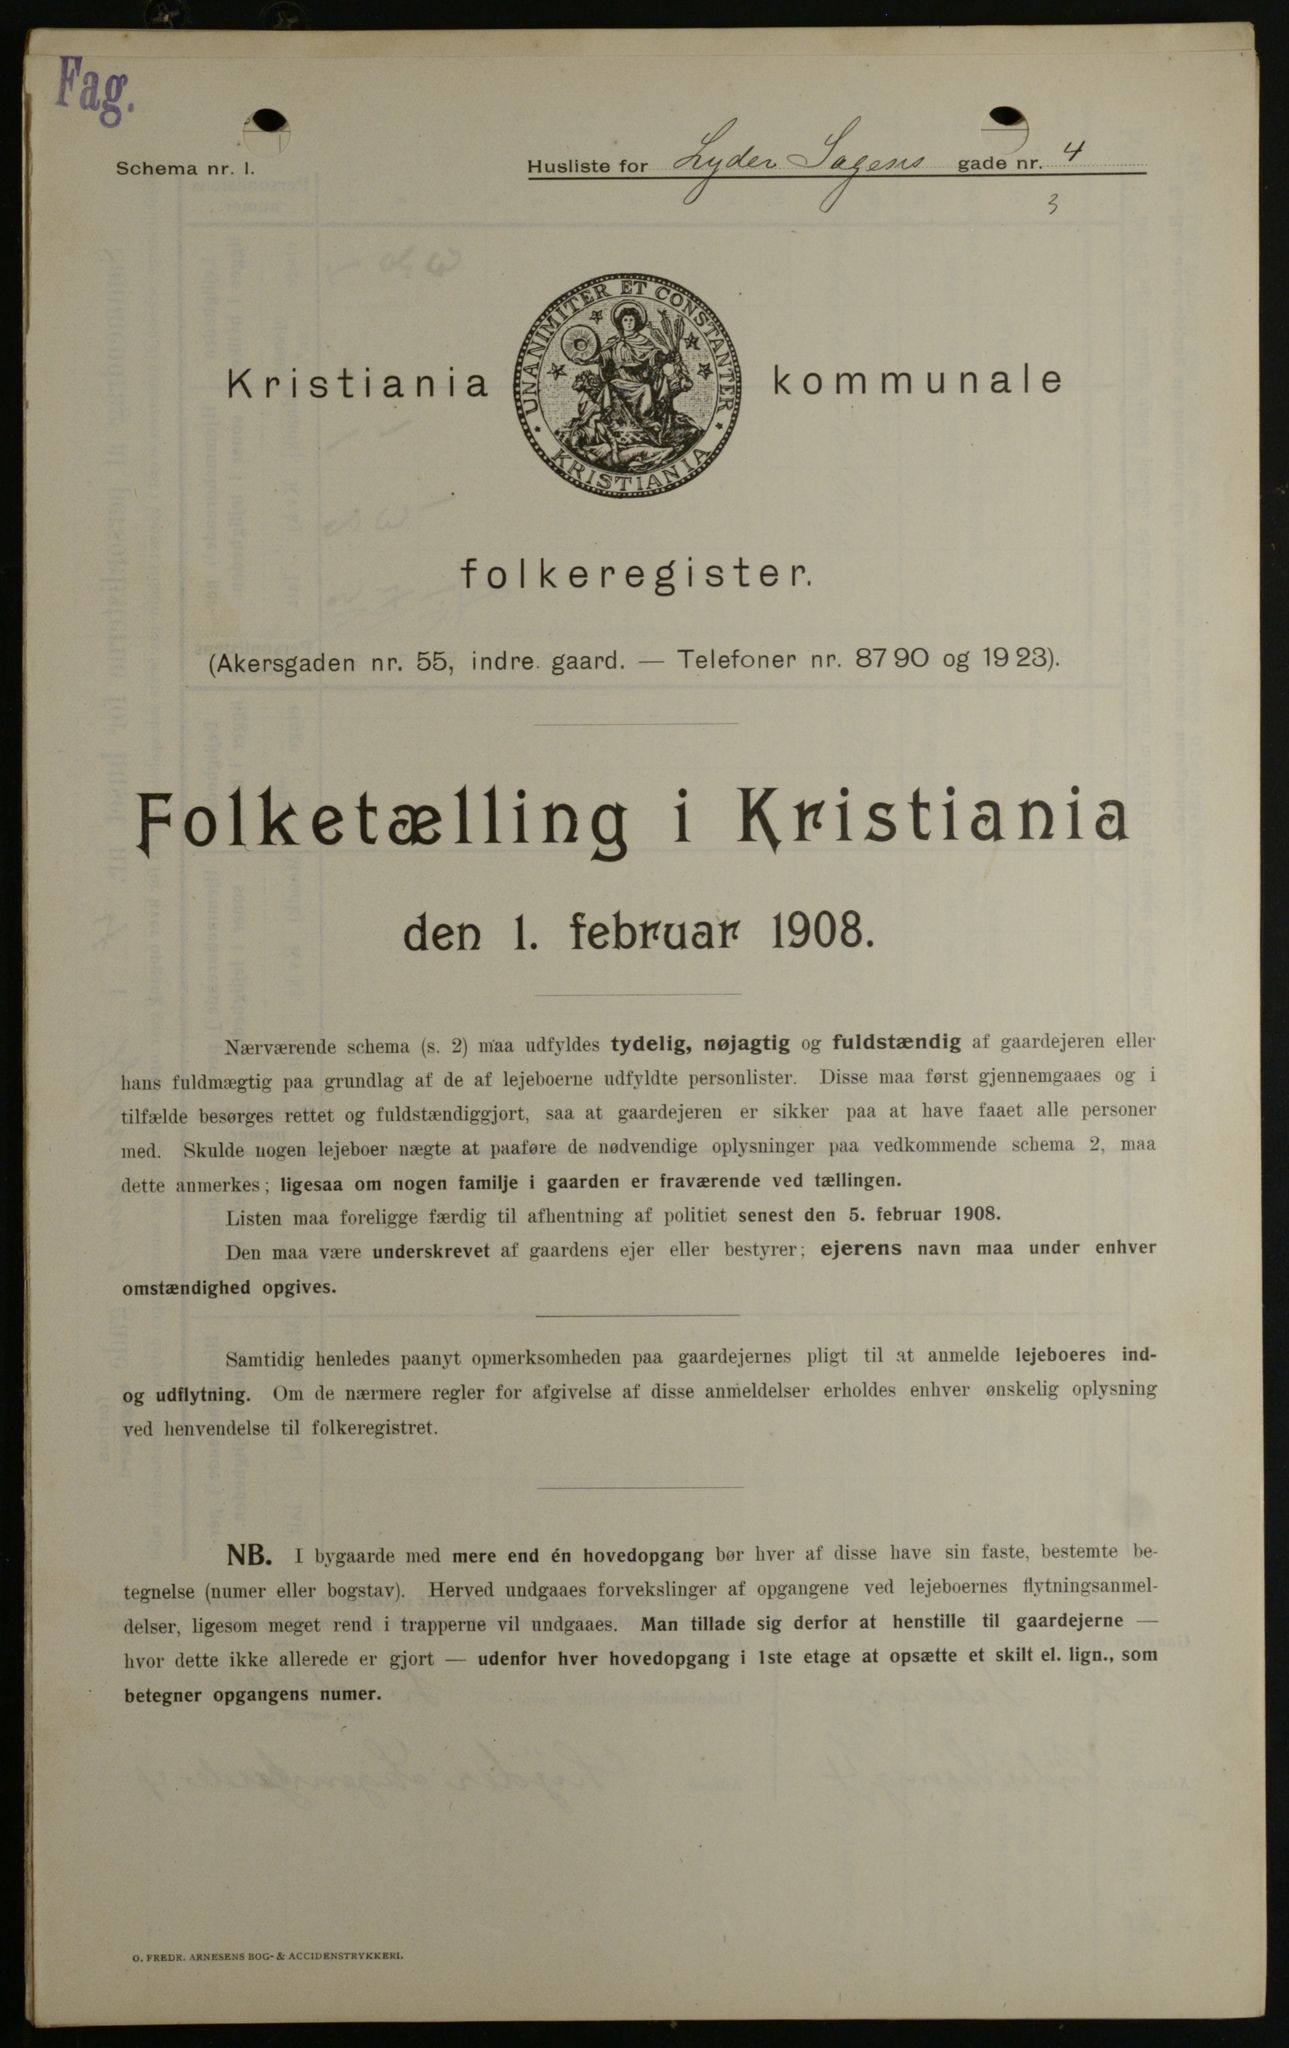 Fag.
Schema nr. 1.
Husliste for Lyder Sagens gade nr. 4
3
Kristiania kommunale
UNANIMITER ET CONSTANTER
KRISTIANIA
folkeregister.
(Akersgaden nr. 55, indre gaard. — Telefoner nr. 8790 og 1923).
Folketælling i Kristiania
den 1. februar 1908.
Nærværende schema (s. 2) maa udfyldes tydelig, nøjagtig og fuldstændig af gaardejeren eller
hans fuldmægtig paa grundlag af de af lejeboerne udfyldte personlister. Disse maa først gjennemgaaes og i
tilfælde besørges rettet og fuldstændiggjort, saa at gaardejeren er sikker paa at have faaet alle personer
med. Skulde nogen lejeboer nægte at paaføre de nødvendige oplysninger paa vedkommende schema 2, maa
dette anmerkes; ligesaa om nogen familje i gaarden er fraværende ved tællingen.
Listen maa foreligge færdig til afhentning af politiet senest den 5. februar 1908.
Den maa være underskrevet af gaardens ejer eller bestyrer; ejerens navn maa under enhver
omstændighed opgives.
Samtidig henledes paanyt opmerksomheden paa gaardejernes pligt til at anmelde lejeboeres ind-
og udflytning. Om de nærmere regler for afgivelse af disse anmeldelser erholdes enhver ønskelig oplysning
ved henvendelse til folkeregistret.
NB. I bygaarde med mere end én hovedopgang bør hver af disse have sin faste, bestemte be-
tegnelse (numer eller bogstav). Herved undgaaes forvekslinger af opgangene ved lejeboernes flytningsanmel-
delser, ligesom meget rend i trapperne vil undgaaes. Man tillade sig derfor at henstille til gaardejerne —
hvor dette ikke allerede er gjort — udenfor hver hovedopgang i 1ste etage at opsætte et skilt el. lign., som
betegner opgangens numer.
O. FREDR. ARNESENS BOG- & ACCIDENSTRYKKERI.